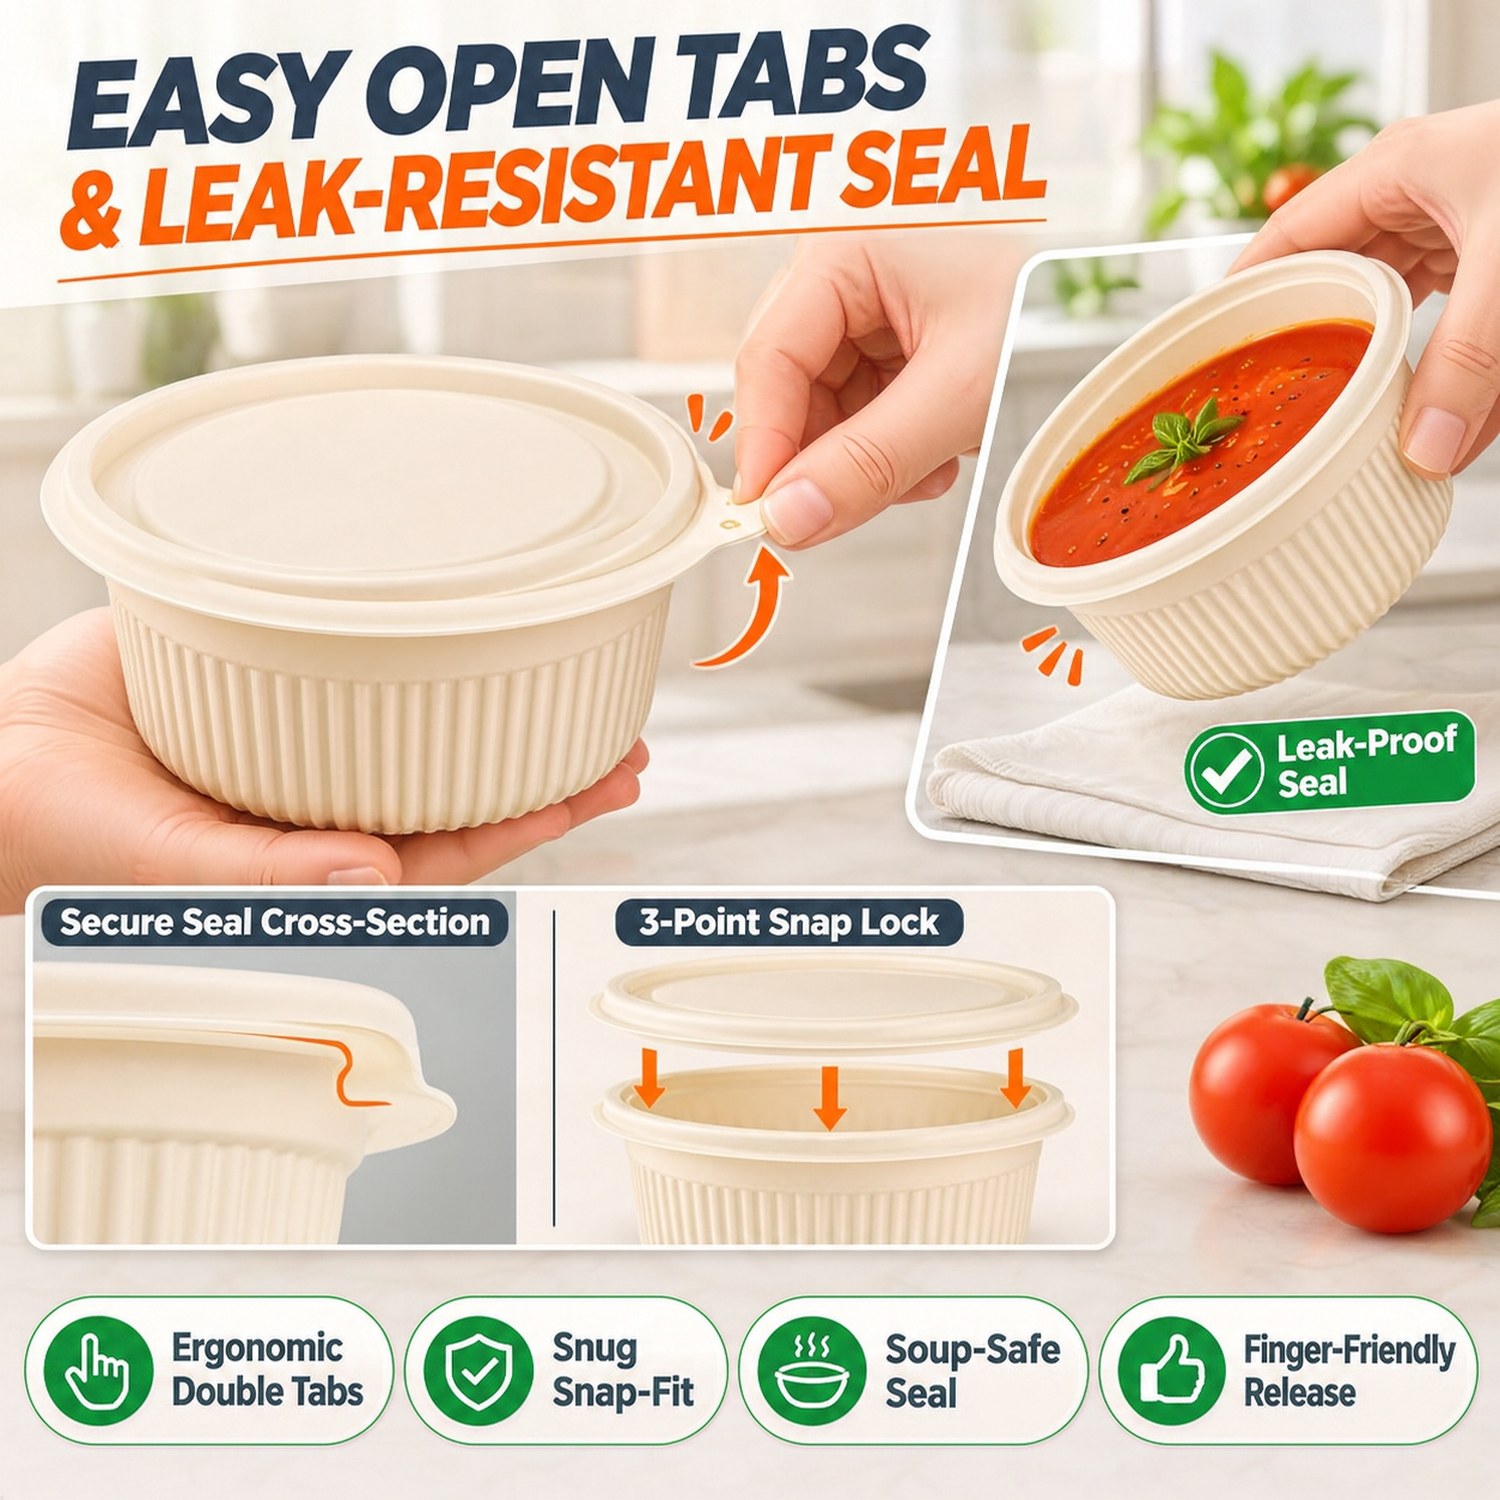 EASY OPEN TABS
& LEAK-RESISTANT SEAL
Leak-Proof
Seal
Secure Seal Cross-Section
3-Point Snap Lock
Ergonomic
Double Tabs
Snug
Snap-Fit
Soup-Safe
Seal
Finger-Friendly
Release